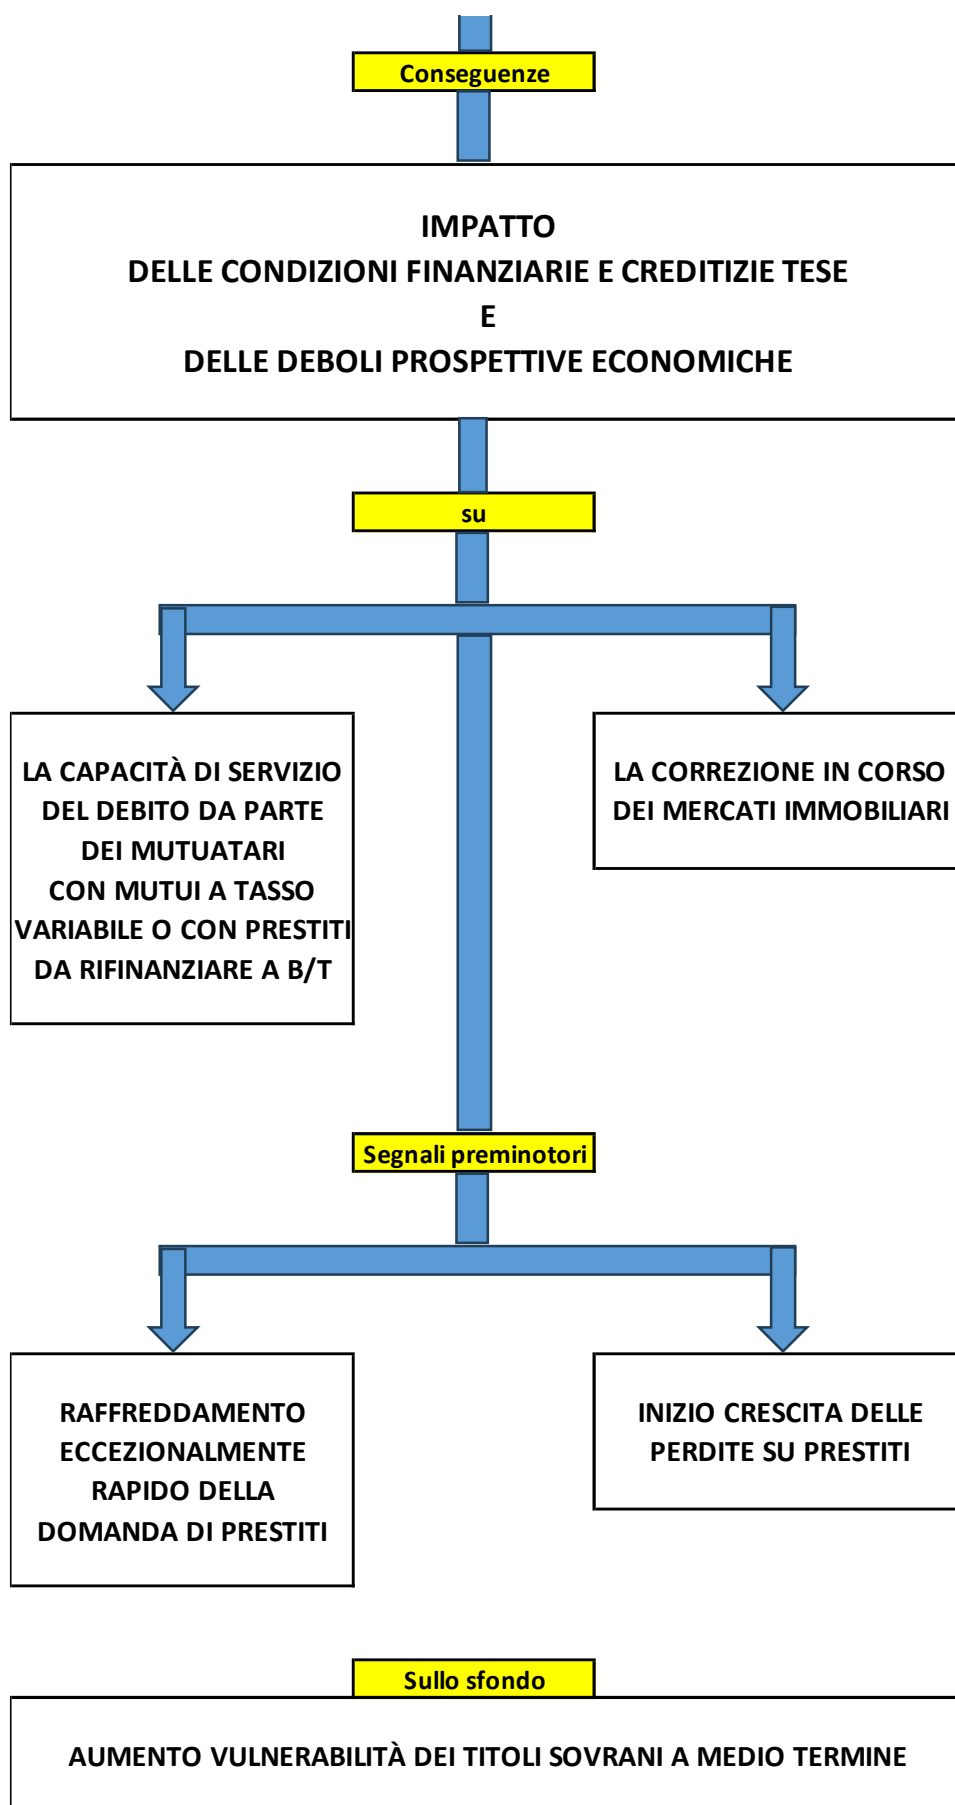 Conseguenze
IMPATTO
DELLE CONDIZIONI FINANZIARIE E CREDITIZIE TESE
E
DELLE DEBOLI PROSPETTIVE ECONOMICHE
su
LA CAPACITÀ DI SERVIZIO
DEL DEBITO DA PARTE
DEI MUTUATARI
CON MUTUI A TASSO
VARIABILE O CON PRESTITI
DA RIFINANZIARE A B/T
LA CORREZIONE IN CORSO
DEI MERCATI IMMOBILIARI
Segnali preminotori
RAFFREDDAMENTO
ECCEZIONALMENTE
RAPIDO DELLA
DOMANDA DI PRESTITI
INIZIO CRESCITA DELLE
PERDITE SU PRESTITI
Sullo sfondo
AUMENTO VULNERABILITÀ DEI TITOLI SOVRANI A MEDIO TERMINE